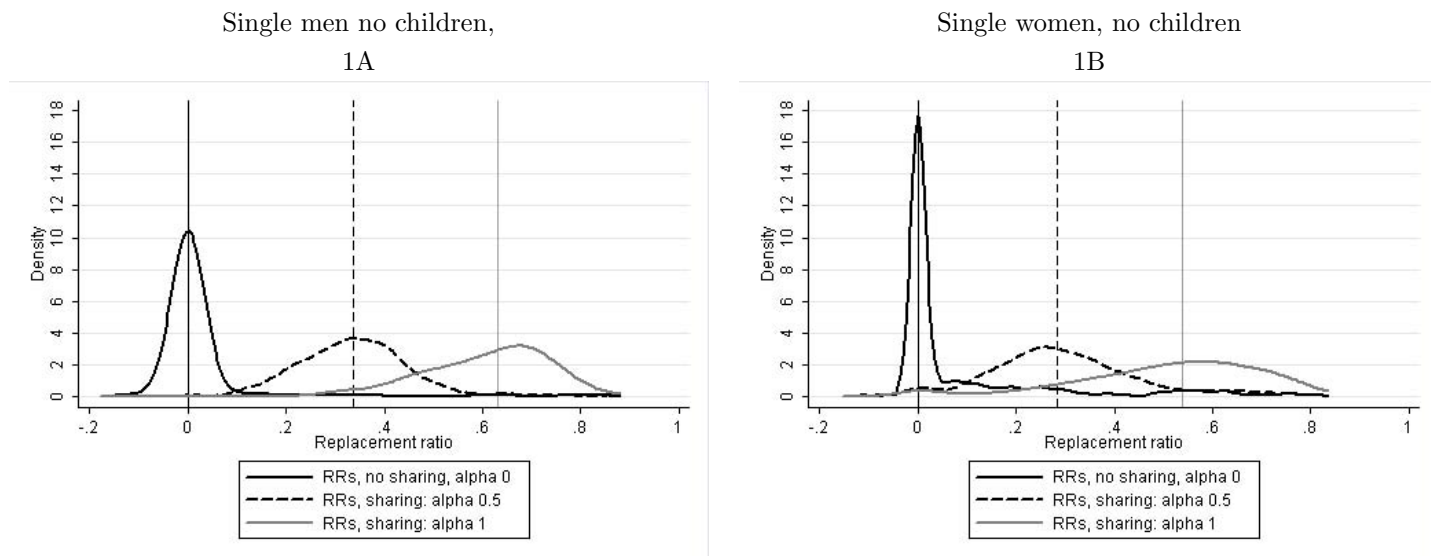 Single men no children,
1A
18
16
14
12
10
8
6
4
2
0
Density
-.2 0 .2 .4 .6 .8 1
Replacement ratio
RRs, no sharing, alpha 0
RRs, sharing: alpha 0.5
RRs, sharing: alpha 1
Single women, no children
1B
18
16
14
12
10
8
6
4
2
0
Density
-.2 0 .2 .4 .6 .8 1
Replacement ratio
RRs, no sharing, alpha 0
RRs, sharing: alpha 0.5
RRs, sharing: alpha 1